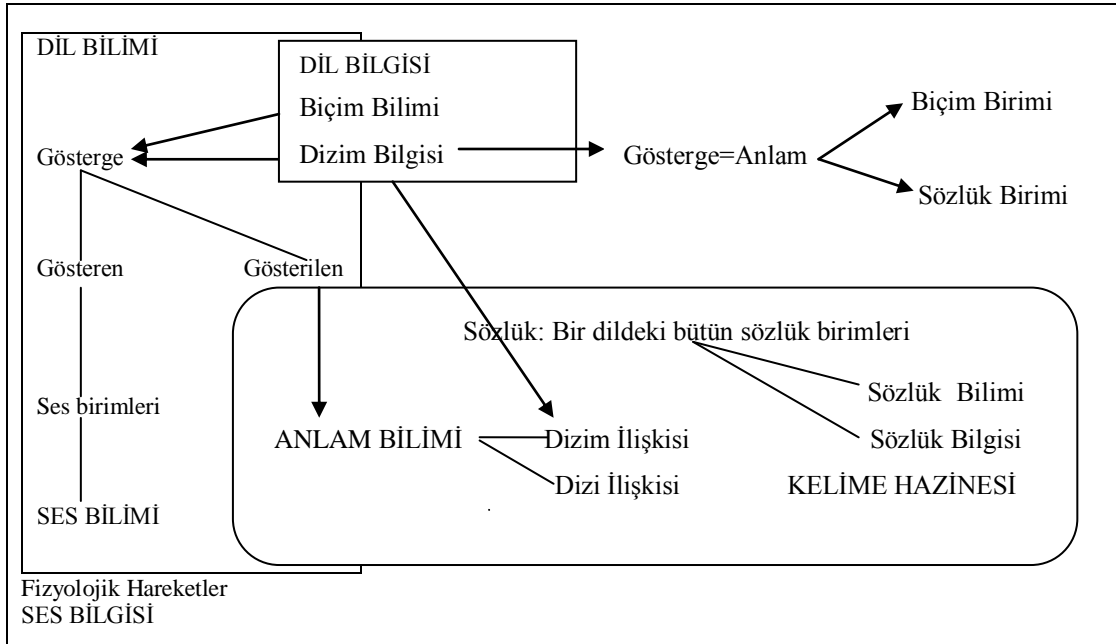 DİL BİLİMİ
DİL BİLGİSİ
Biçim Bilimi
Dizim Bilgisi
Gösterge
Gösterge=Anlam
Biçim Birimi
Sözlük Birimi
Gösteren
Gösterilen
Sözlük: Bir dildeki bütün sözlük birimleri
Sözlük Bilimi
Sözlük Bilgisi
Ses birimleri
ANLAM BİLİMİ
Dizim İlişkisi
Dizi İlişkisi
KELİME HAZİNESİ
SES BİLİMİ
Fizyolojik Hareketler
SES BİLGİSİ